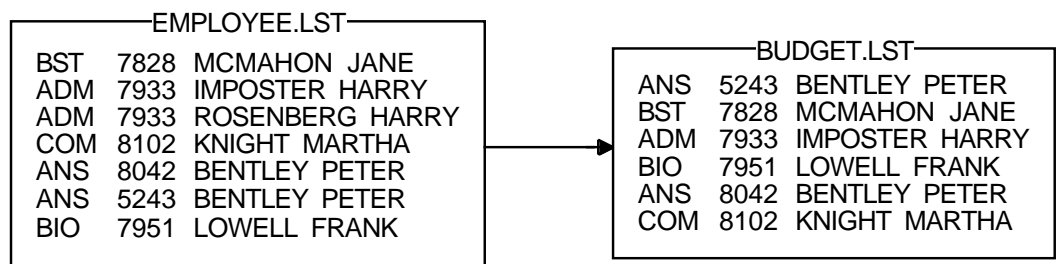 EMPLOYEE.LST
BST 7828 MCMAHON JANE
ADM 7933 IMPOSTER HARRY
ADM 7933 ROSENBERG HARRY
COM 8102 KNIGHT MARTHA
ANS 8042 BENTLEY PETER
ANS 5243 BENTLEY PETER
BIO 7951 LOWELL FRANK
BUDGET.LST
ANS 5243 BENTLEY PETER
BST 7828 MCMAHON JANE
ADM 7933 IMPOSTER HARRY
BIO 7951 LOWELL FRANK
ANS 8042 BENTLEY PETER
COM 8102 KNIGHT MARTHA